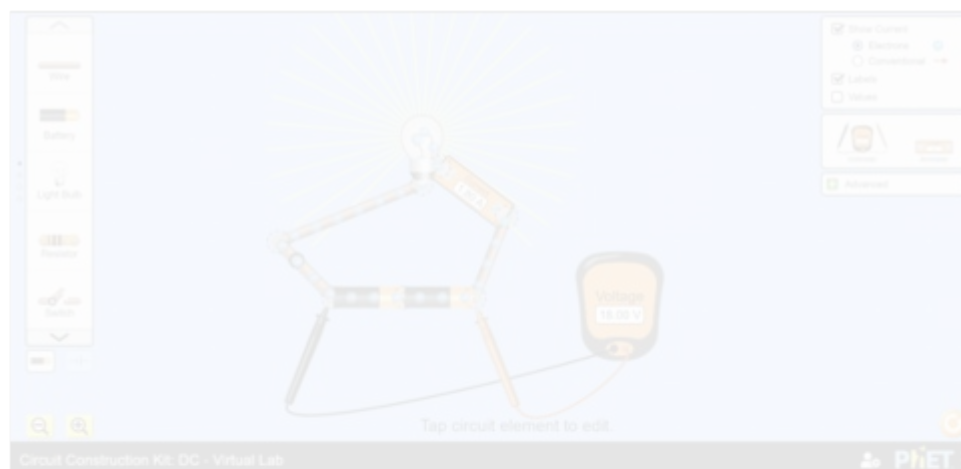 Show Current
Electrons
Conventional
Labels
Values
Wire
Battery
Light Bulb
Resistor
Switch
Advanced
Voltage
18.00 V
Tap circuit element to edit.
Circuit Construction Kit: DC - Virtual Lab
PhET